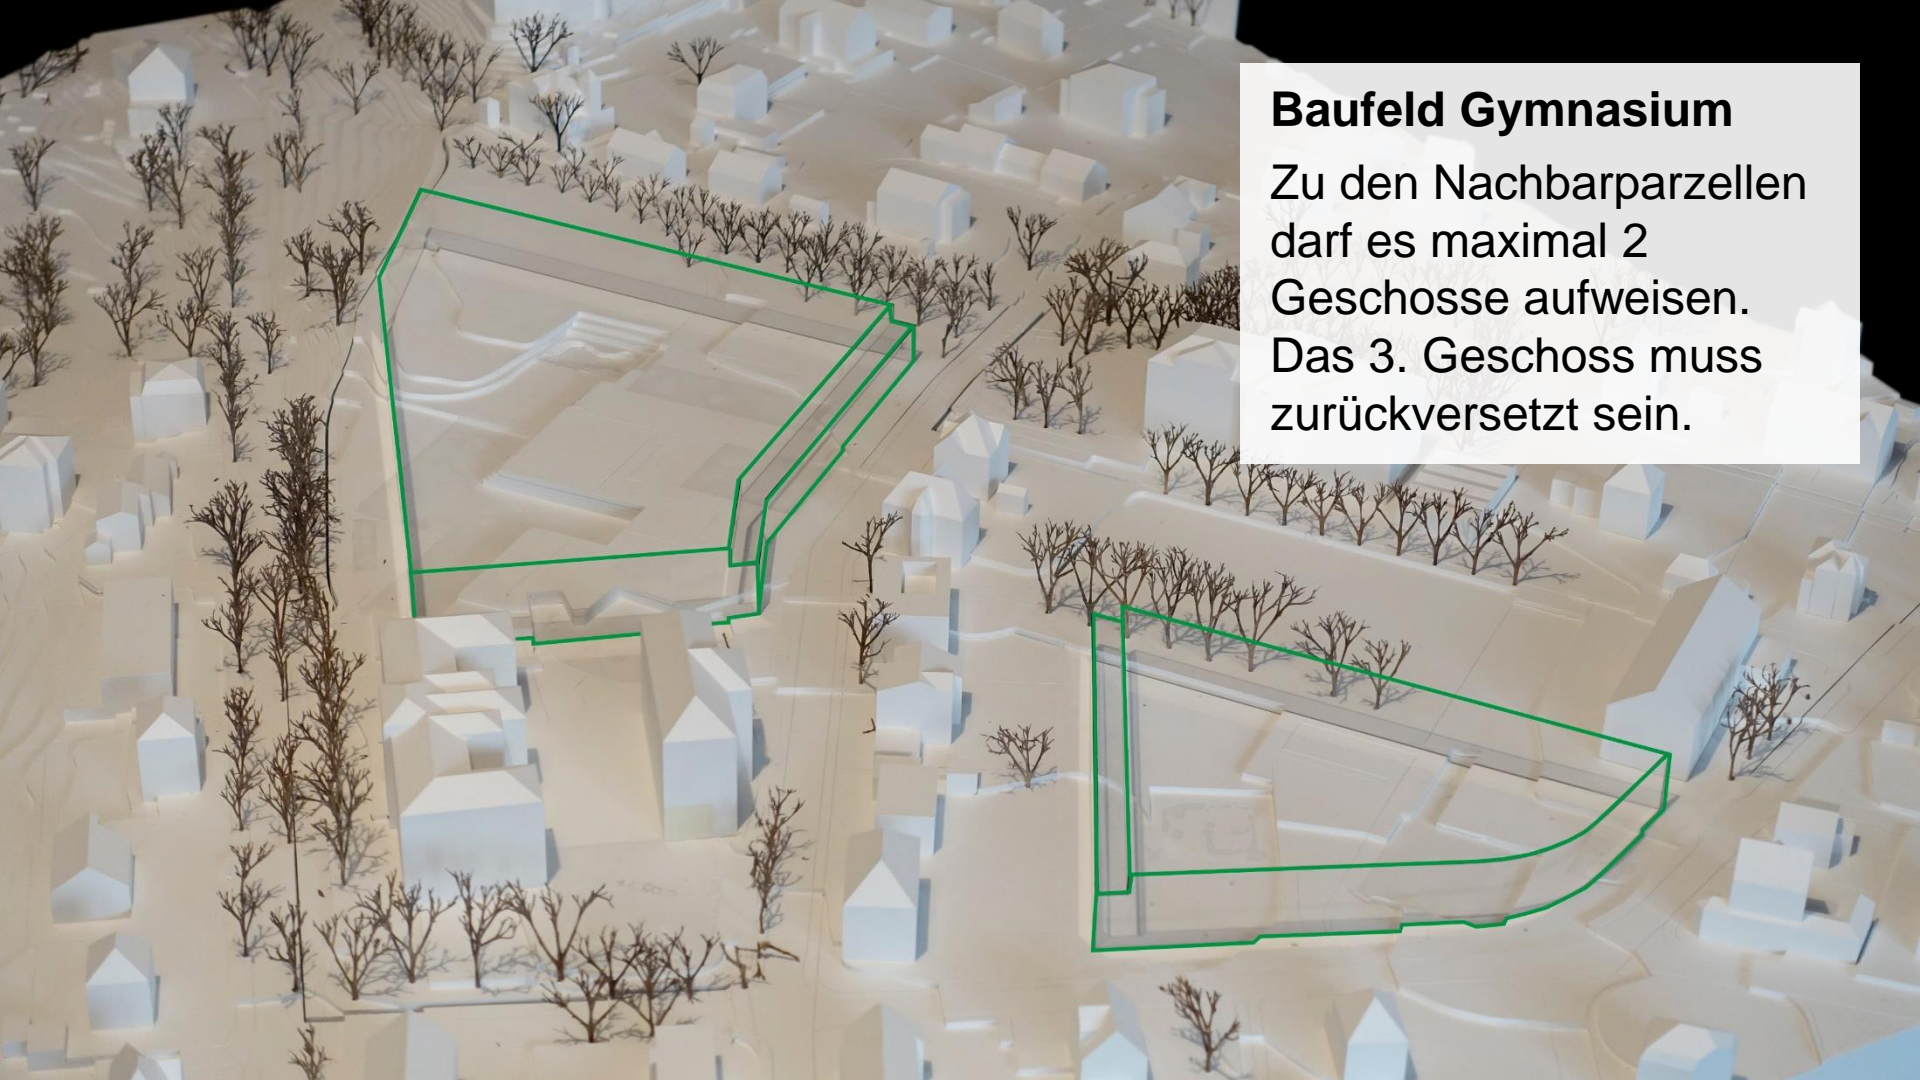 Baufeld Gymnasium
Zu den Nachbarparzellen
darf es maximal 2
Geschosse aufweisen.
Das 3. Geschoss muss
zurückversetzt sein.